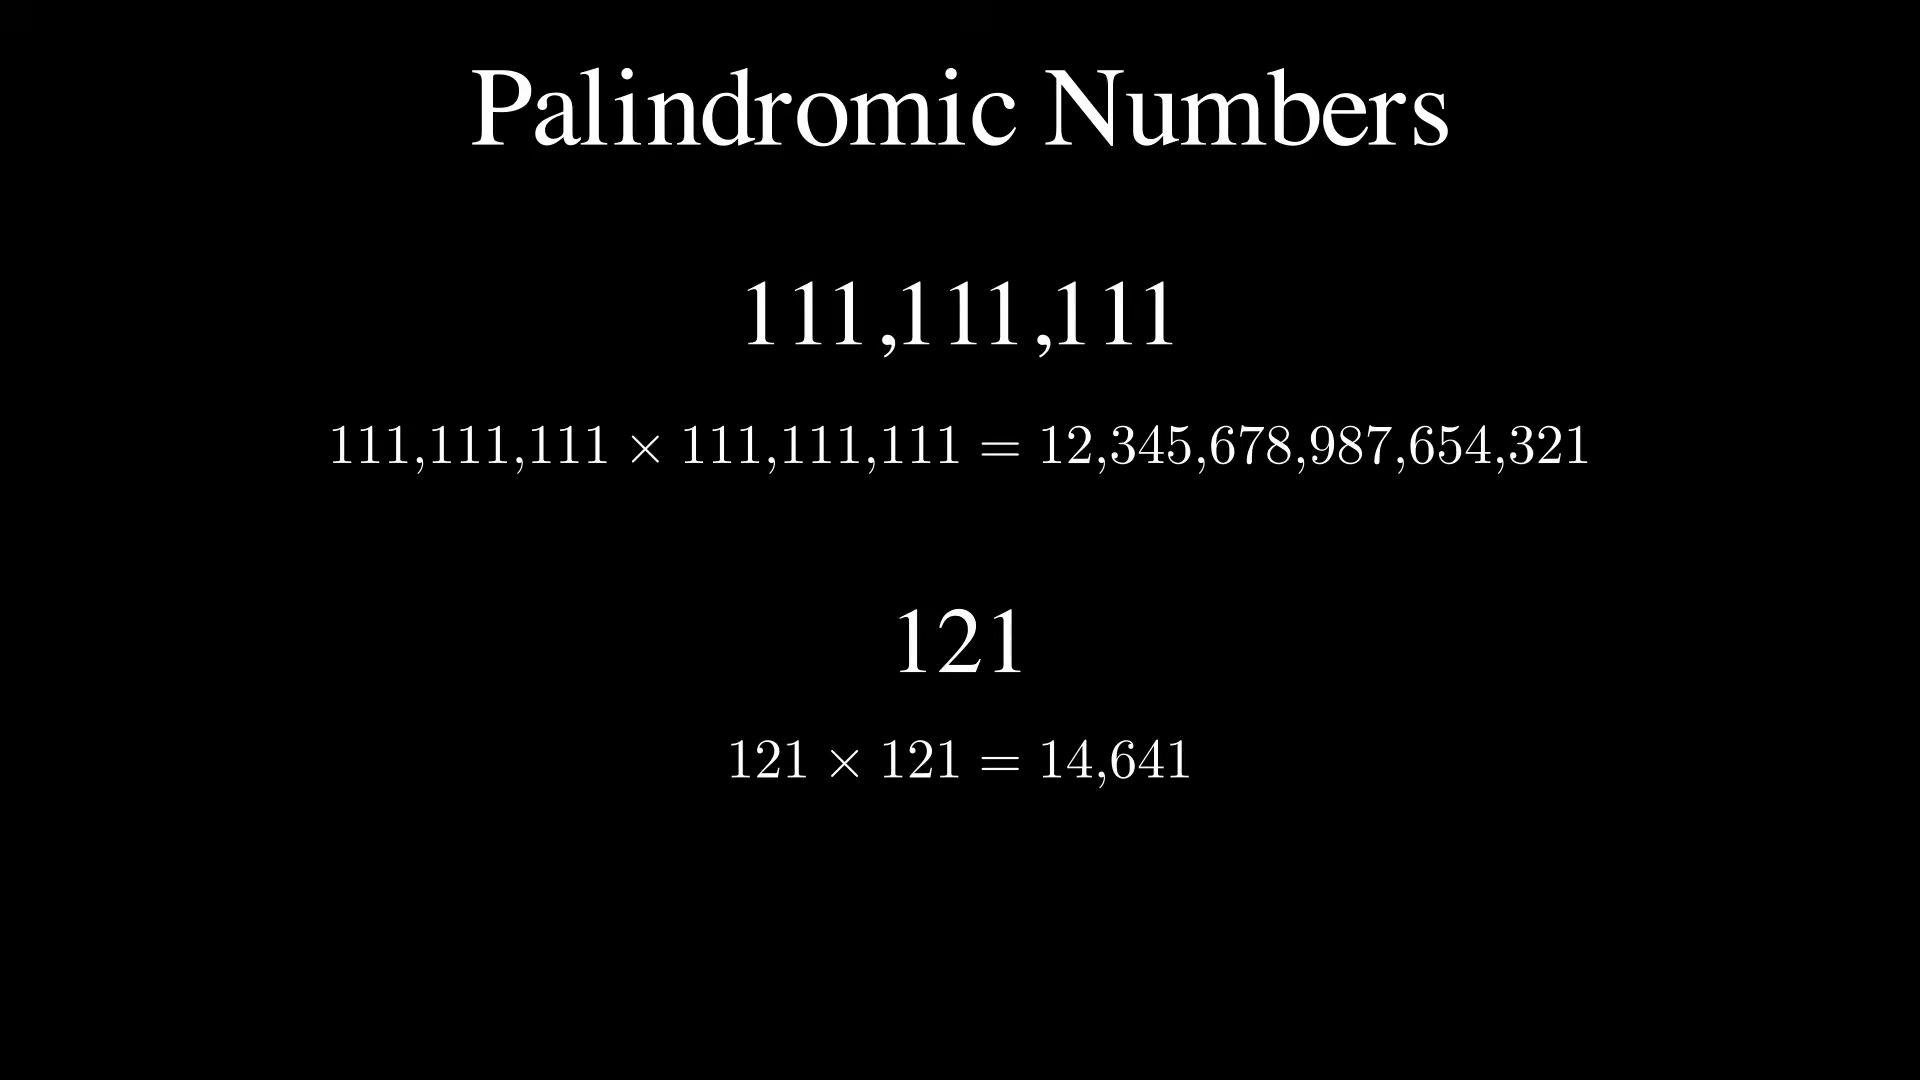 Palindromic Numbers
111,111,111
111,111,111 × 111,111,111 = 12,345,678,987,654,321
121
121 × 121 = 14,641